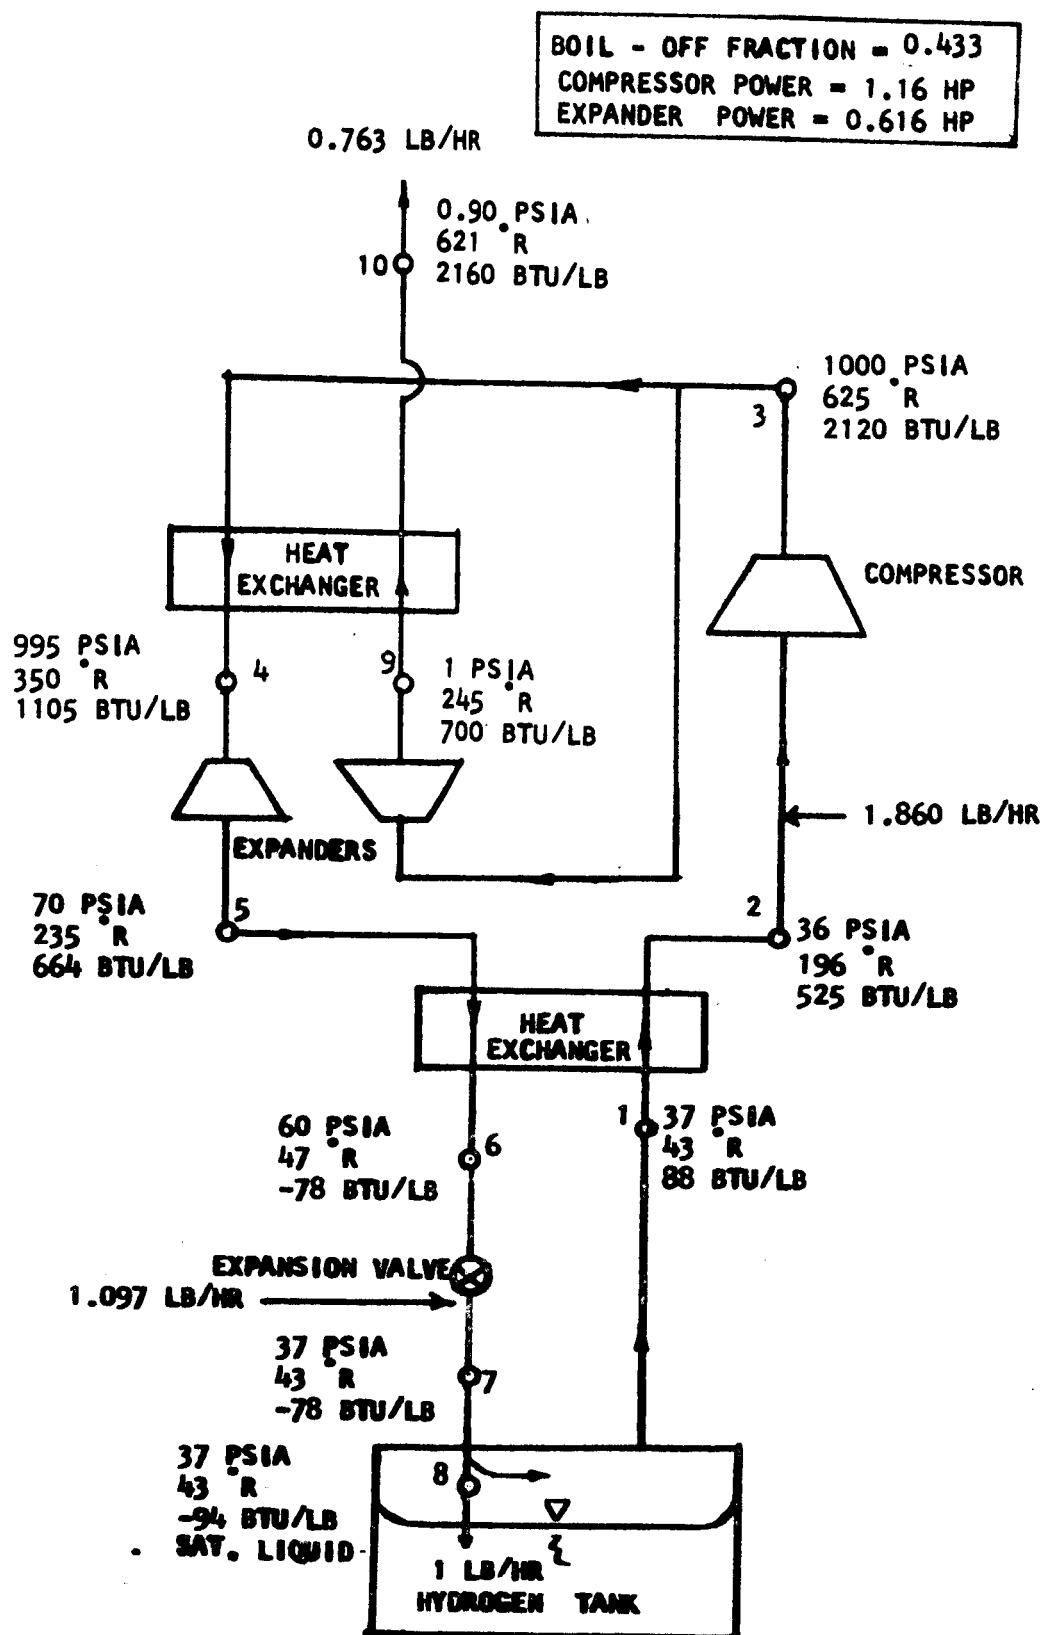 BOIL - OFF FRACTION = 0.433
COMPRESSOR POWER = 1.16 HP
EXPANDER POWER = 0.616 HP
0.763 LB/HR
0.90 PSIA
621 °R
2160 BTU/LB
10
1000 PSIA
625 °R
2120 BTU/LB
3
HEAT
EXCHANGER
COMPRESSOR
995 PSIA
350 °R
1105 BTU/LB
4
9
1 PSIA
245 °R
700 BTU/LB
1.860 LB/HR
EXPANDERS
70 PSIA
235 °R
664 BTU/LB
5
2
36 PSIA
196 °R
525 BTU/LB
HEAT
EXCHANGER
60 PSIA
47 °R
-78 BTU/LB
6
1
37 PSIA
43 °R
88 BTU/LB
EXPANSION VALVE
1.097 LB/HR
37 PSIA
43 °R
-78 BTU/LB
7
37 PSIA
43 °R
-94 BTU/LB
SAT. LIQUID
8
1 LB/HR
HYDROGEN TANK